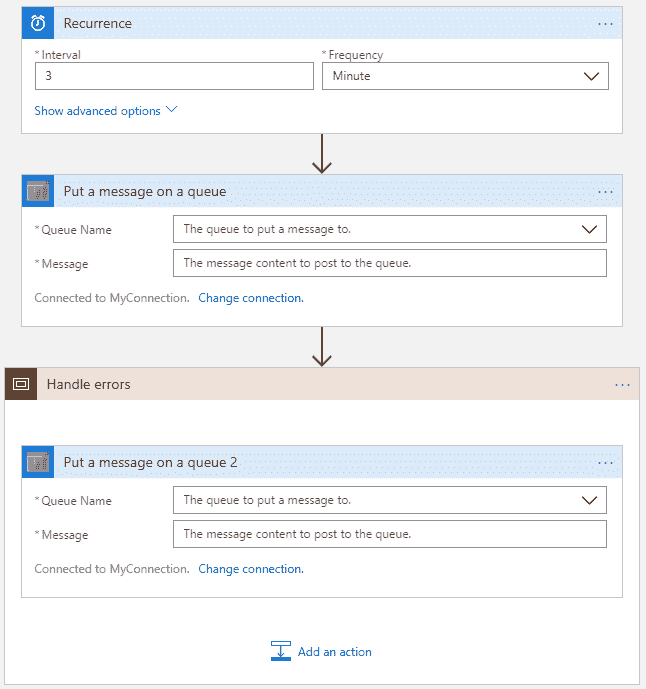 Recurrence ...
* Interval * Frequency
3 Minute
Show advanced options
Put a message on a queue ...
* Queue Name The queue to put a message to.
* Message The message content to post to the queue.
Connected to MyConnection. Change connection.
Handle errors ...
Put a message on a queue 2 ...
* Queue Name The queue to put a message to.
* Message The message content to post to the queue.
Connected to MyConnection. Change connection.
Add an action